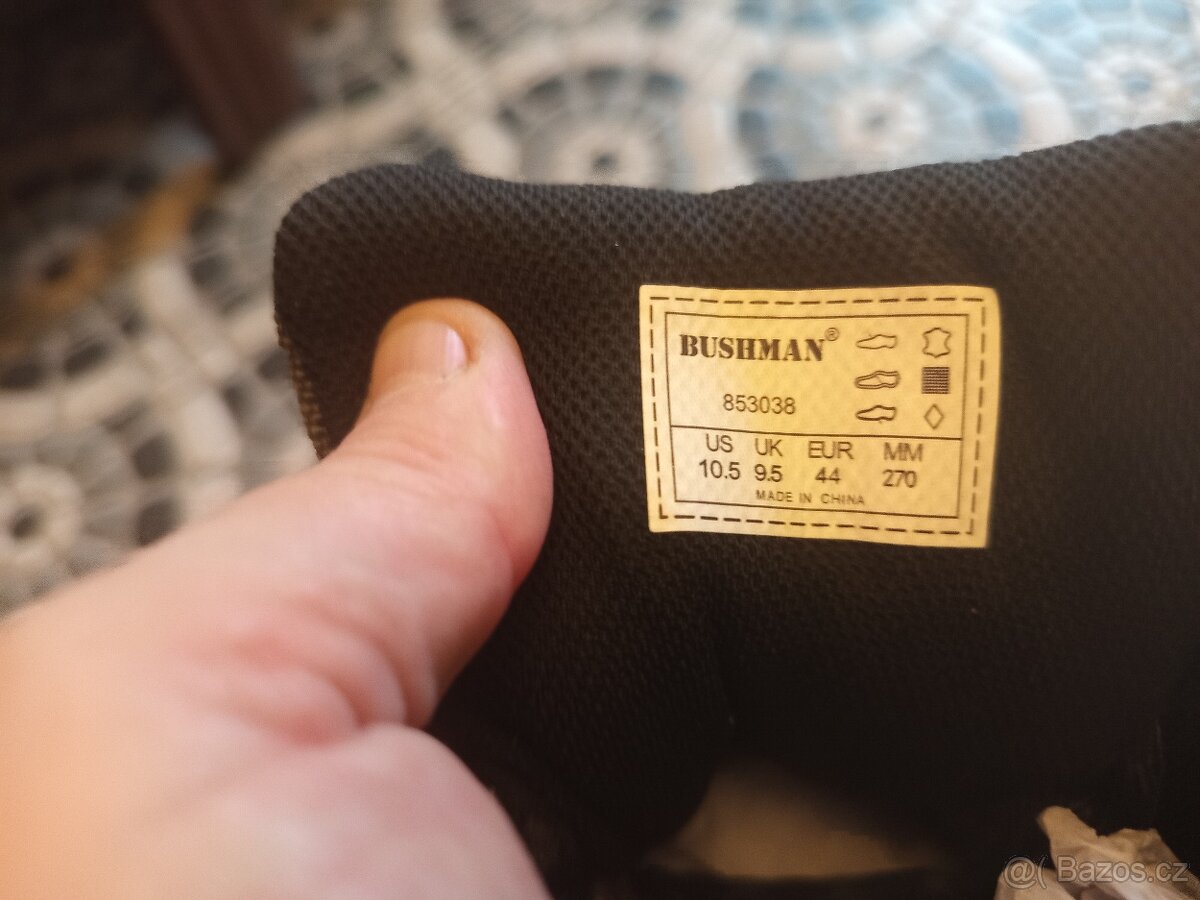 BUSHMAN®
853038
US UK EUR MM
10.5 9.5 44 270
MADE IN CHINA
@( Bazos.cz